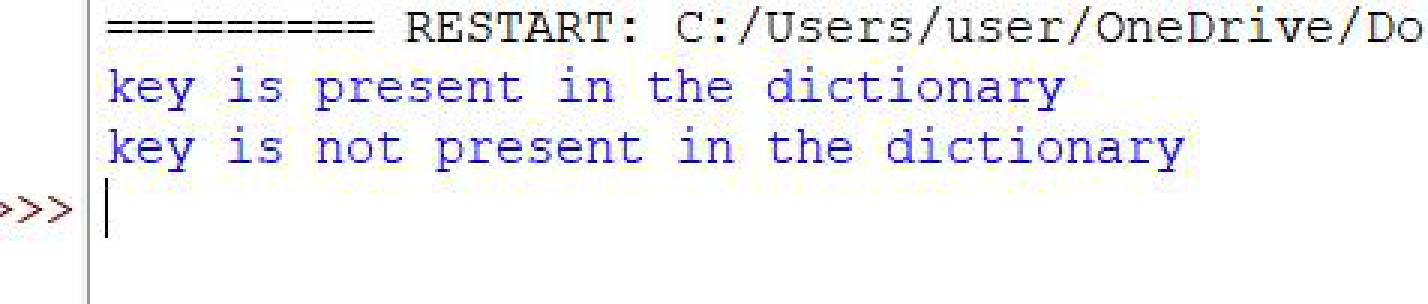 ========= RESTART: C:/Users/user/OneDrive/Do
key is present in the dictionary
key is not present in the dictionary
>>>